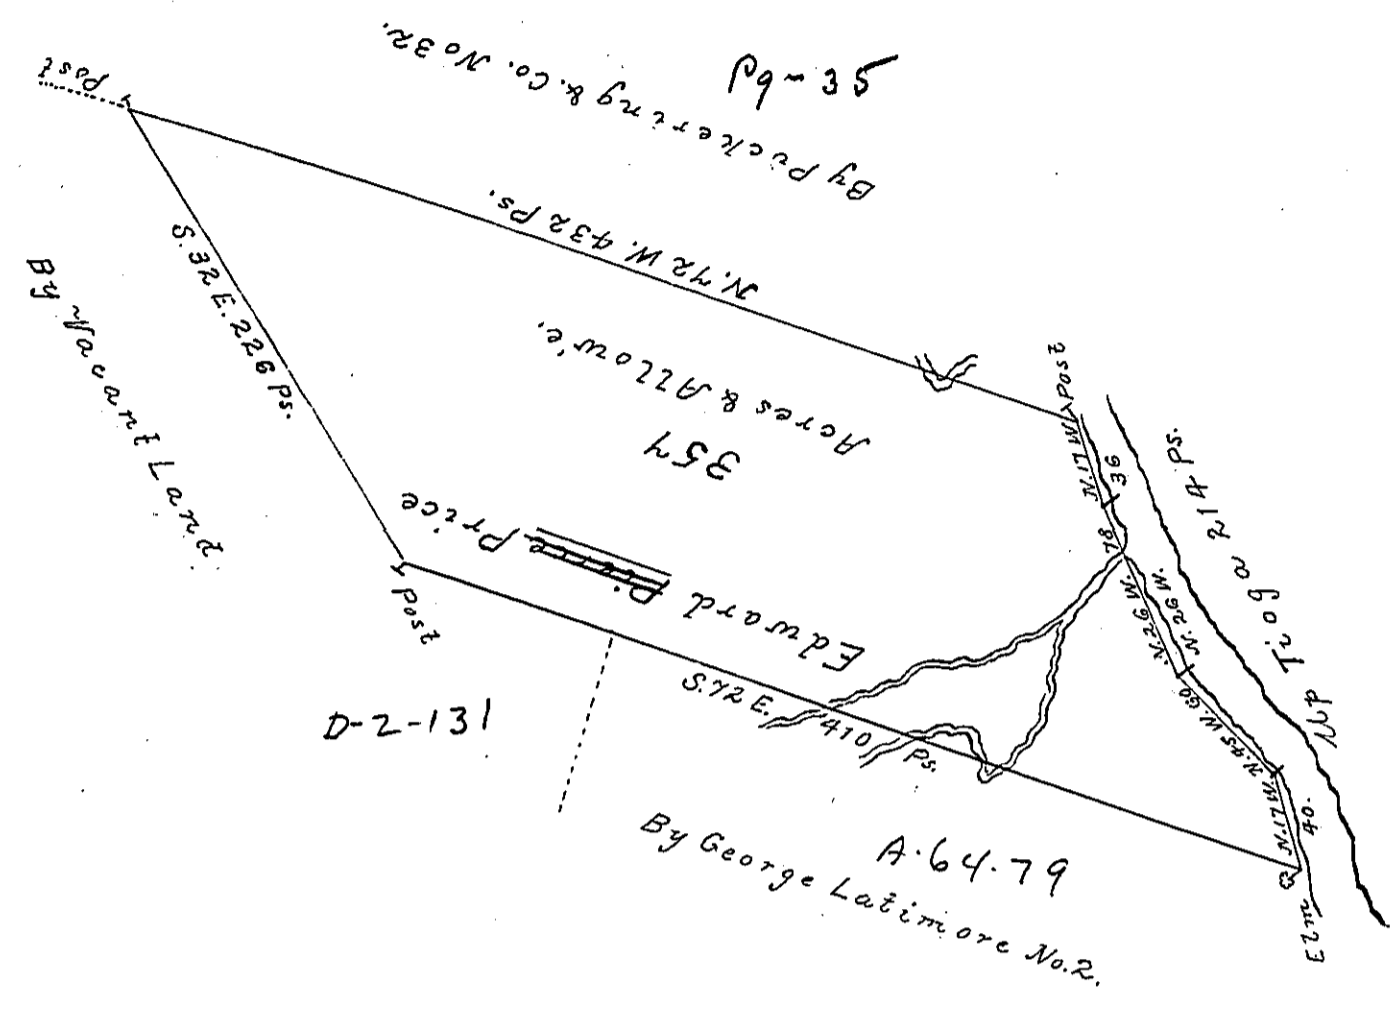 Pg-35
By Pickering & Co. No 32.
Post
N. 72 W. 432 Ps.
S. 32 E. 226 Ps.
By Vacant Land.
357
Acres & Allow'e.
Edward Pierce Price
Post
Post
N. 17 W.
36
78
N. 26 W.
N. 26 W.
N. 45 W. 60
N. 17 W.
40.
Elm
Up Tioga 214 Ps.
S. 72 E. 410 Ps.
D-2-131
A.64.79
By George Latimore No. 2.